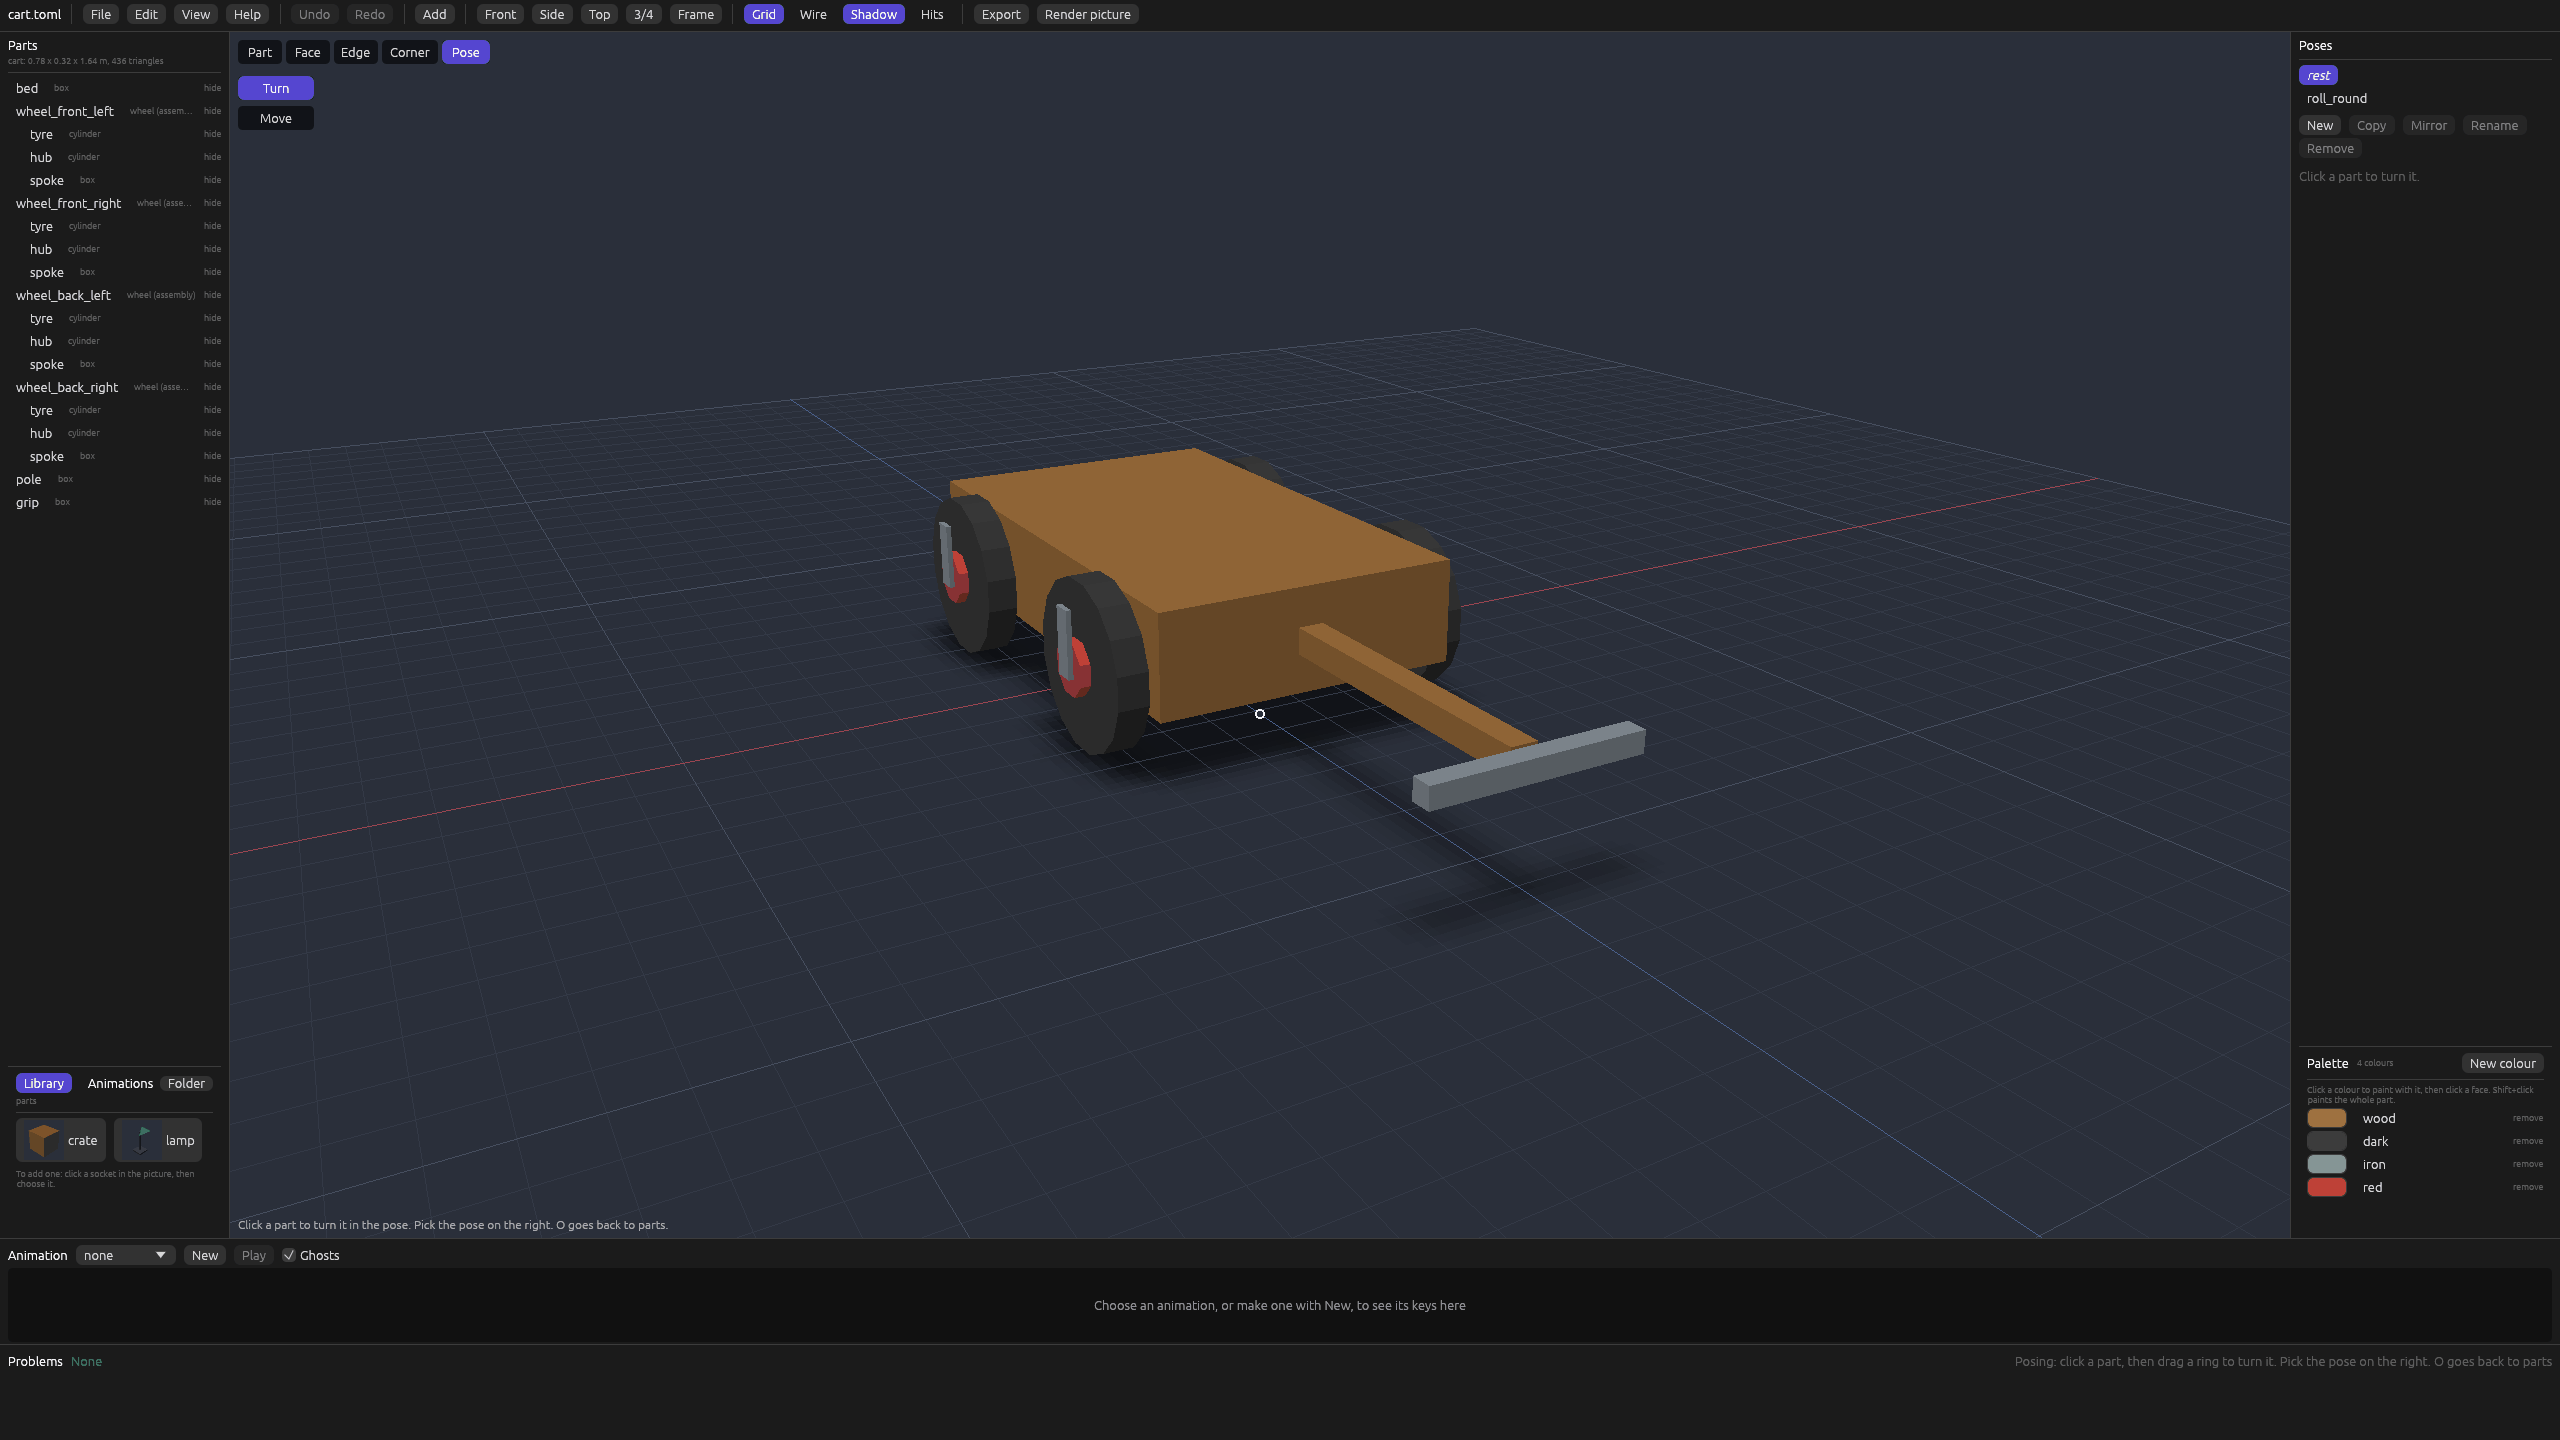 cart.toml File Edit View Help Undo Redo Add Front Side Top 3/4 Frame Grid Wire Shadow Hits Export Render picture
Parts
cart: 0.78 x 0.32 x 1.64 m, 436 triangles
bed box hide
wheel_front_left wheel (assem... hide
tyre cylinder hide
hub cylinder hide
spoke box hide
wheel_front_right wheel (asse... hide
tyre cylinder hide
hub cylinder hide
spoke box hide
wheel_back_left wheel (assembly) hide
tyre cylinder hide
hub cylinder hide
spoke box hide
wheel_back_right wheel (asse... hide
tyre cylinder hide
hub cylinder hide
spoke box hide
pole box hide
grip box hide
Library Animations Folder
parts
crate lamp
To add one: click a socket in the picture, then
choose it.
Part Face Edge Corner Pose
Turn
Move
Click a part to turn it in the pose. Pick the pose on the right. O goes back to parts.
Poses
rest
roll_round
New Copy Mirror Rename
Remove
Click a part to turn it.
Palette 4 colours New colour
Click a colour to paint with it, then click a face. Shift+click
paints the whole part.
wood remove
dark remove
iron remove
red remove
Animation none New Play Ghosts
Choose an animation, or make one with New, to see its keys here
Problems None
Posing: click a part, then drag a ring to turn it. Pick the pose on the right. O goes back to parts